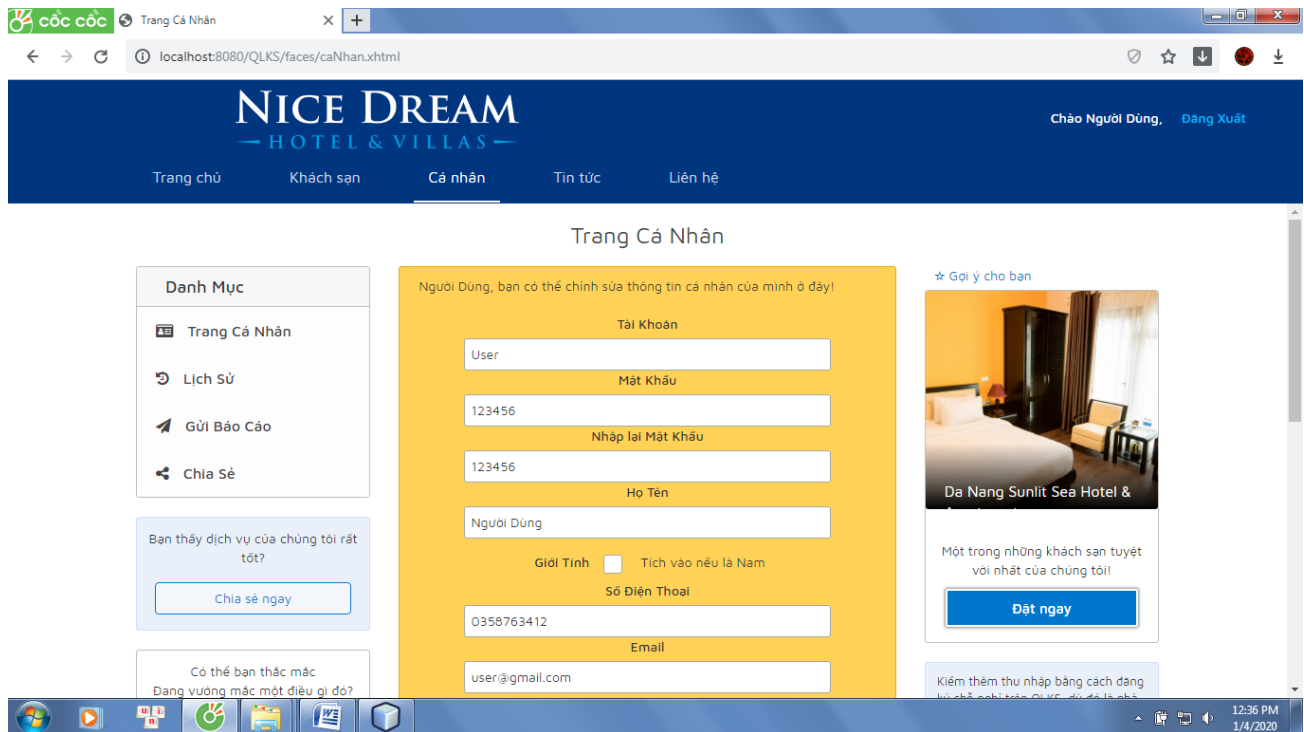 cốc cốc
Trang Cá Nhân
localhost:8080/QLKS/faces/caNhan.xhtml
NICE DREAM
HOTEL & VILLAS
Chào Người Dùng, Đăng Xuất
Trang chủ Khách sạn Cá nhân Tin tức Liên hệ
Trang Cá Nhân
Danh Mục
Trang Cá Nhân
Lịch Sử
Gửi Báo Cáo
Chia Sẻ
Bạn thấy dịch vụ của chúng tôi rất
tốt?
Chia sẻ ngay
Có thể bạn thắc mắc
Đang vướng mắc một điều gì đó?
Người Dùng, bạn có thể chỉnh sửa thông tin cá nhân của mình ở đây!
Tài Khoản
User
Mật Khẩu
123456
Nhập lại Mật Khẩu
123456
Họ Tên
Người Dùng
Giới Tính Tích vào nếu là Nam
Số Điện Thoại
0358763412
Email
user@gmail.com
☆ Gợi ý cho bạn
Da Nang Sunlit Sea Hotel &
Một trong những khách sạn tuyệt
vời nhất của chúng tôi!
Đặt ngay
Kiếm thêm thu nhập bằng cách đăng
12:36 PM
1/4/2020